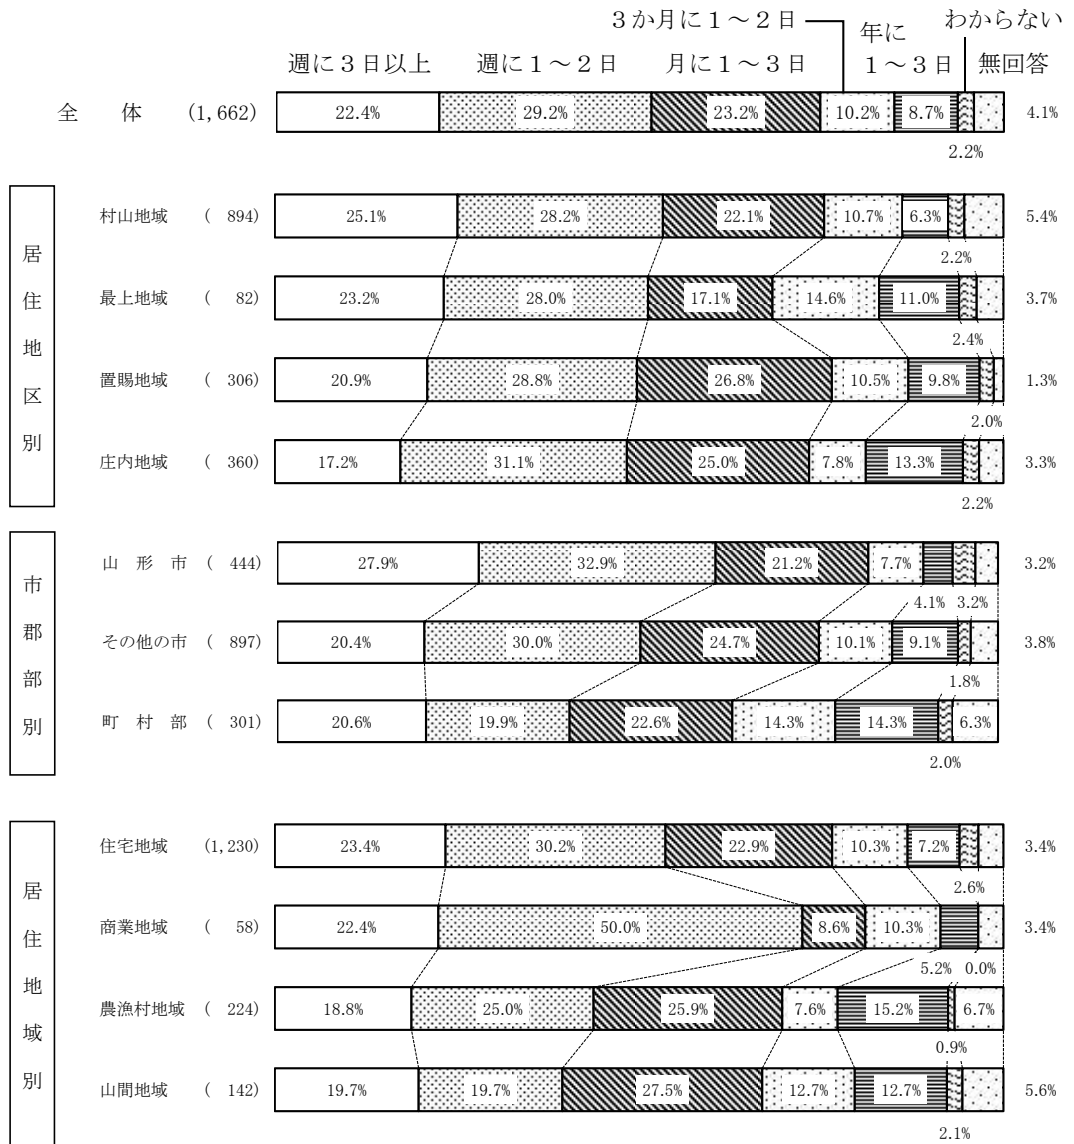 ３か月に１～２日 わからない
年に
週に３日以上 週に１～２日 月に１～３日 １～３日 無回答
全 体 (1,662) 22.4% 29.2% 23.2% 10.2% 8.7% 4.1%
2.2%
居住地区別
村山地域 ( 894) 25.1% 28.2% 22.1% 10.7% 6.3% 5.4%
2.2%
最上地域 ( 82) 23.2% 28.0% 17.1% 14.6% 11.0% 3.7%
2.4%
置賜地域 ( 306) 20.9% 28.8% 26.8% 10.5% 9.8% 1.3%
2.0%
庄内地域 ( 360) 17.2% 31.1% 25.0% 7.8% 13.3% 3.3%
2.2%
市郡部別
山 形 市 ( 444) 27.9% 32.9% 21.2% 7.7% 3.2%
4.1% 3.2%
その他の市 ( 897) 20.4% 30.0% 24.7% 10.1% 9.1% 3.8%
1.8%
町 村 部 ( 301) 20.6% 19.9% 22.6% 14.3% 14.3% 6.3%
2.0%
居住地域別
住宅地域 (1,230) 23.4% 30.2% 22.9% 10.3% 7.2% 3.4%
2.6%
商業地域 ( 58) 22.4% 50.0% 8.6% 10.3% 3.4%
5.2% 0.0%
農漁村地域 ( 224) 18.8% 25.0% 25.9% 7.6% 15.2% 6.7%
0.9%
山間地域 ( 142) 19.7% 19.7% 27.5% 12.7% 12.7% 5.6%
2.1%